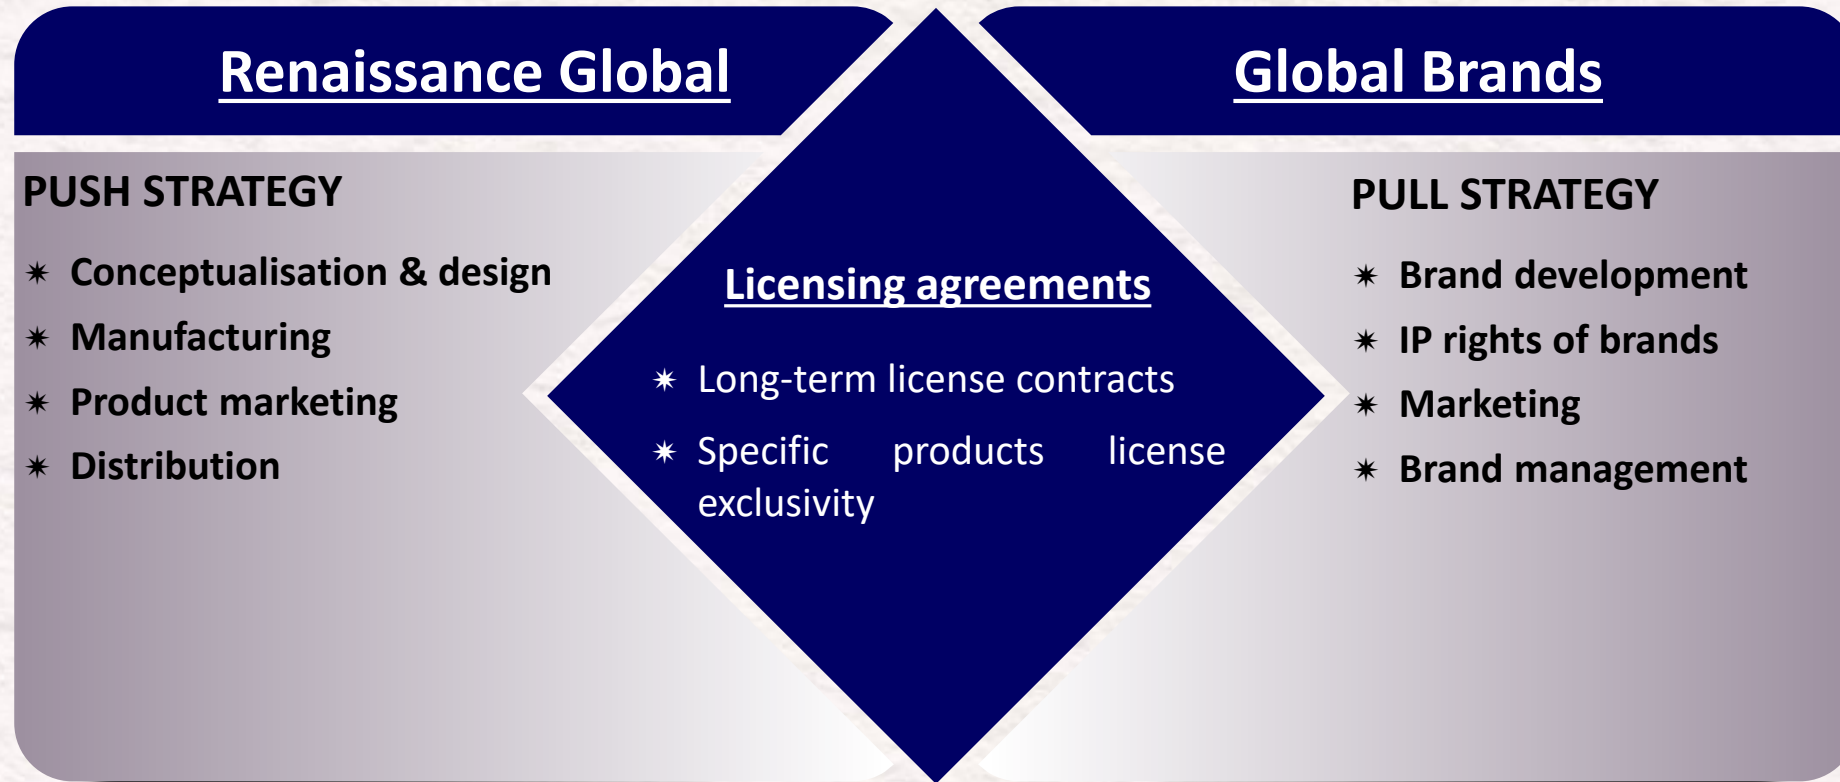 Renaissance Global
PUSH STRATEGY
✷ Conceptualisation & design
✷ Manufacturing
✷ Product marketing
✷ Distribution
Licensing agreements
✷ Long-term license contracts
✷ Specific products license
exclusivity
Global Brands
PULL STRATEGY
✷ Brand development
✷ IP rights of brands
✷ Marketing
✷ Brand management